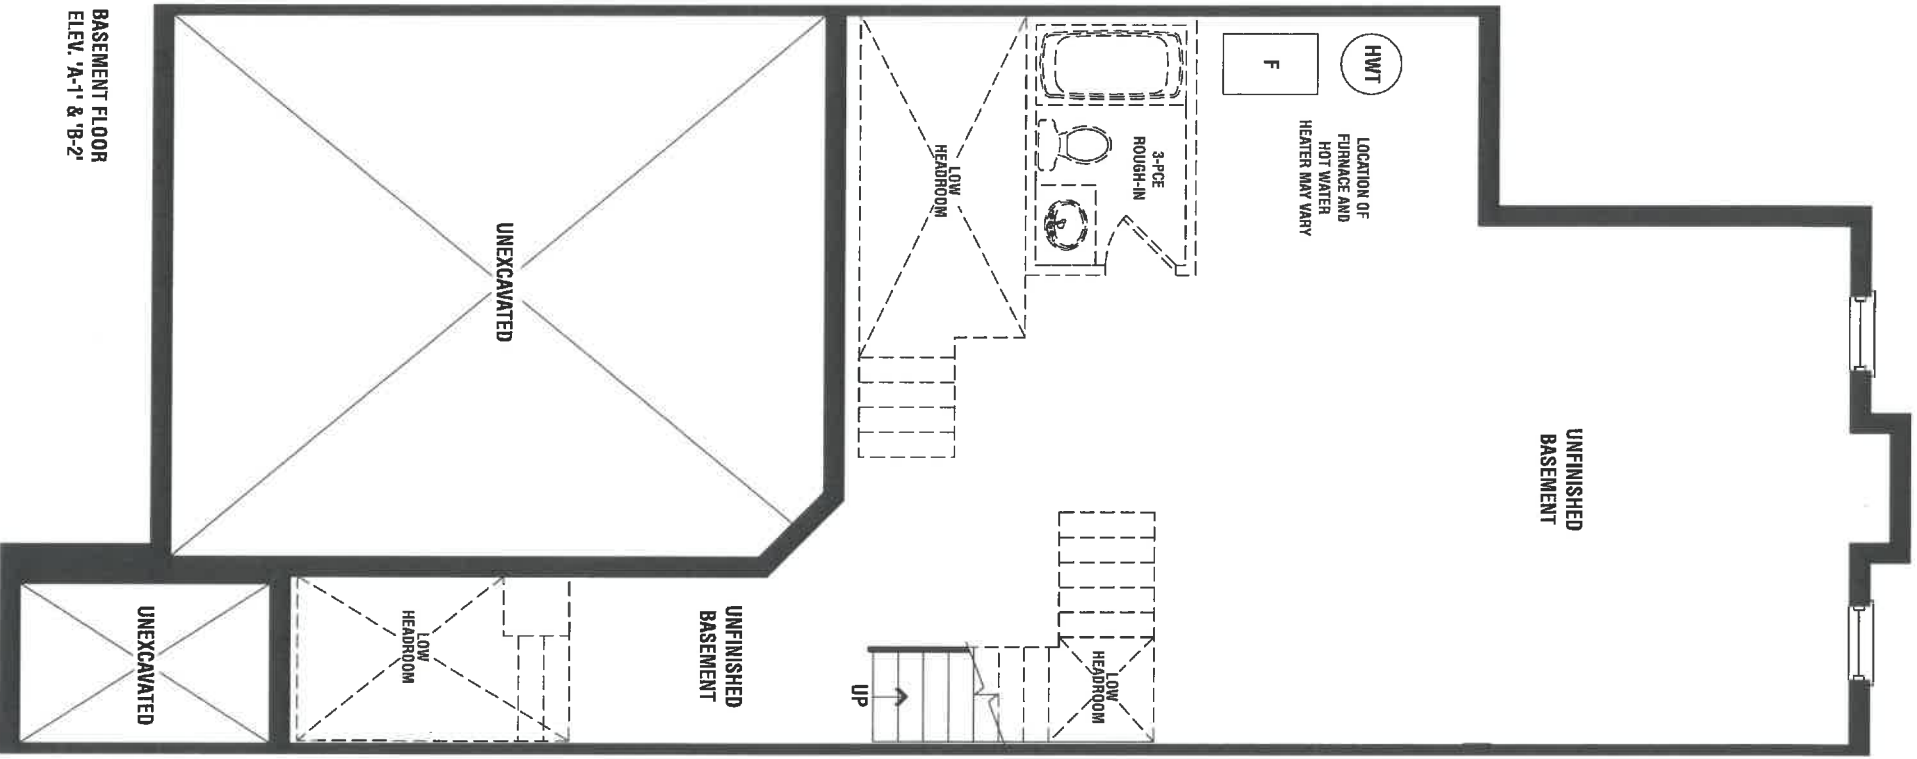 UNFINISHED
BASEMENT
HWT
F
LOCATION OF
FURNACE AND
HOT WATER
HEATER MAY VARY
3-PCE
ROUGH-IN
LOW
HEADROOM
LOW
HEADROOM
UP
UNFINISHED
BASEMENT
UNEXCAVATED
LOW
HEADROOM
UNEXCAVATED
BASEMENT FLOOR
ELEV. 'A-1' & 'B-2'